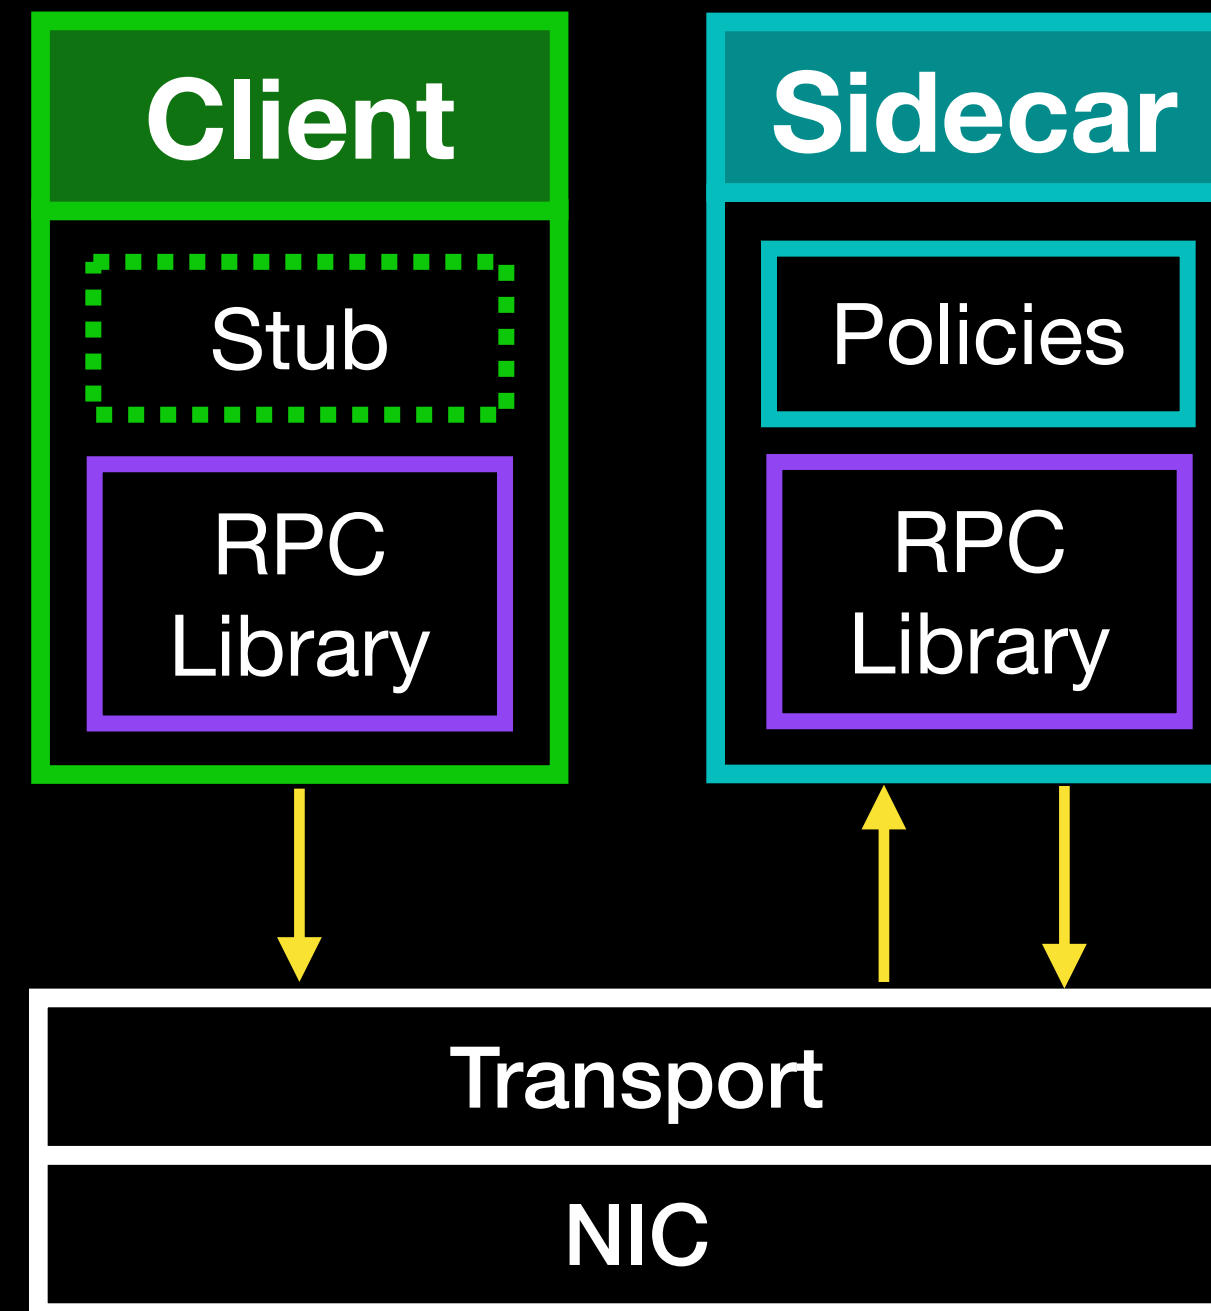 Client
Stub
RPC
Library
Sidecar
Policies
RPC
Library
Transport
NIC